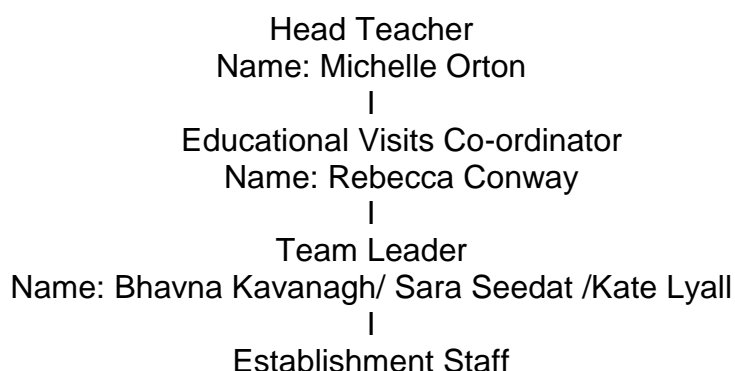 Head Teacher
Name: Michelle Orton
I
Educational Visits Co-ordinator
Name: Rebecca Conway
I
Team Leader
Name: Bhavna Kavanagh/ Sara Seedat /Kate Lyall
I
Establishment Staff